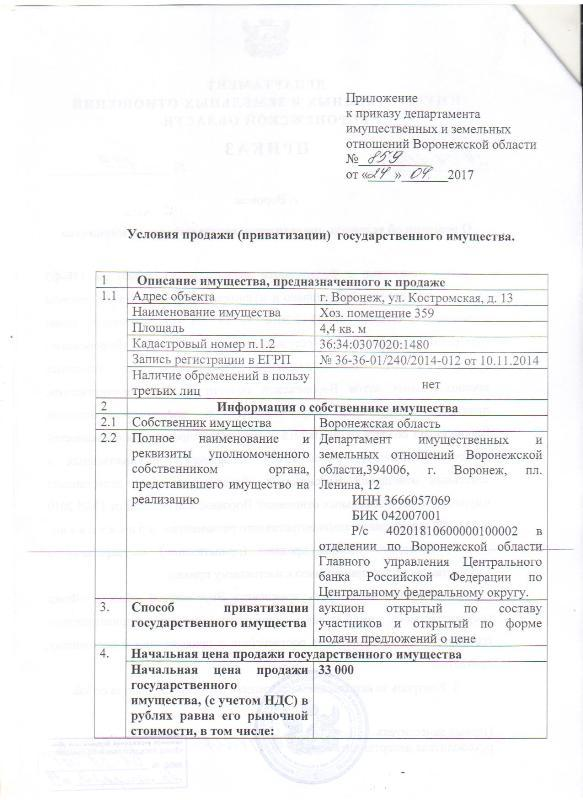 Приложение
к приказу департамента
имущественных и земельных
отношений Воронежской области
№ 859
от «24» 04 2017
Условия продажи (приватизации) государственного имущества.
1 Описание имущества, предназначенного к продаже
1.1 Адрес объекта г. Воронеж, ул. Костромская, д. 13
Наименование имущества Хоз. помещение 359
Площадь 4,4 кв. м
Кадастровый номер п.1.2 36:34:0307020:1480
Запись регистрации в ЕГРП № 36-36-01/240/2014-012 от 10.11.2014
Наличие обременений в пользу
третьих лиц нет
2 Информация о собственнике имущества
2.1 Собственник имущества Воронежская область
2.2 Полное наименование и
реквизиты уполномоченного
собственником органа,
представившего имущество на
реализацию
Департамент имущественных и
земельных отношений Воронежской
области,394006, г. Воронеж, пл.
Ленина, 12
ИНН 3666057069
БИК 042007001
Р/с 40201810600000100002 в
отделении по Воронежской области
Главного управления Центрального
банка Российской Федерации по
Центральному федеральному округу.
3. Способ приватизации
государственного имущества
аукцион открытый по составу
участников и открытый по форме
подачи предложений о цене
4. Начальная цена продажи государственного имущества
Начальная цена продажи
государственного
имущества, (с учетом НДС) в
рублях равна его рыночной
стоимости, в том числе:
33 000